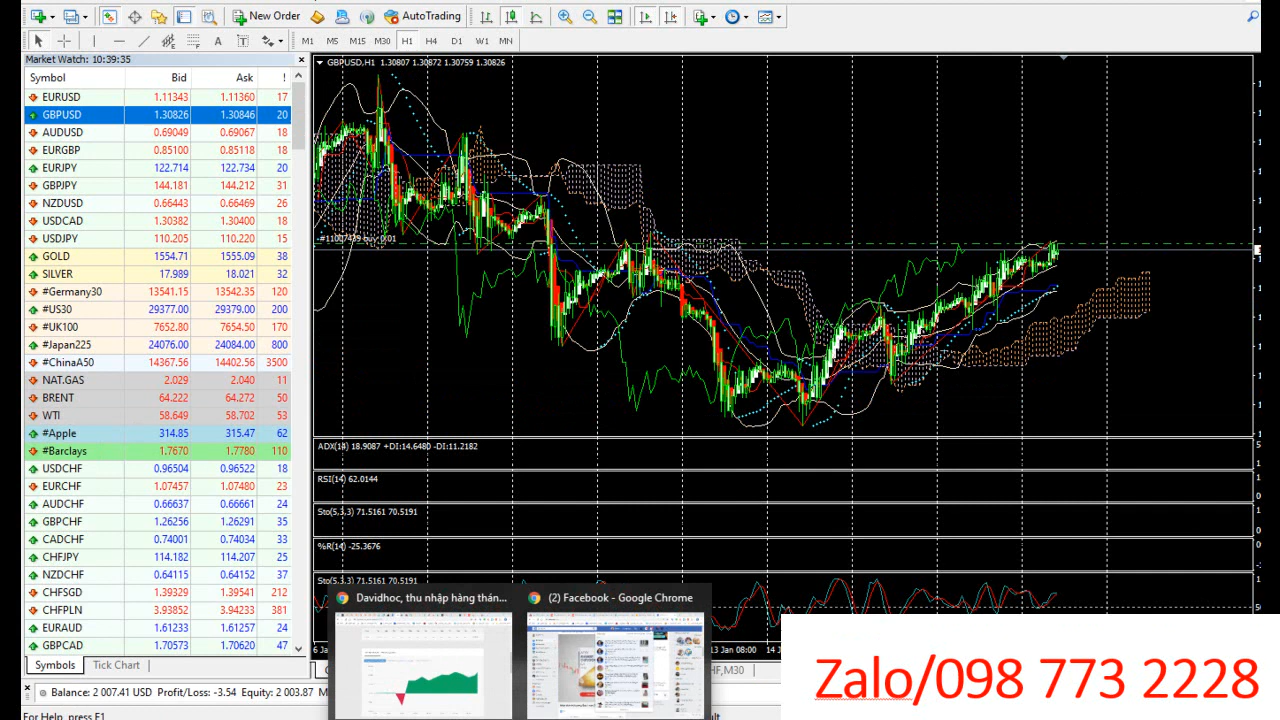 New Order
AutoTrading
A T
M1 M5 M15 M30 H1 H4 D1 W1 MN
Market Watch: 10:39:35
Symbol Bid Ask !
EURUSD 1.11343 1.11360 17
GBPUSD 1.30826 1.30846 20
AUDUSD 0.69049 0.69067 18
EURGBP 0.85100 0.85118 18
EURJPY 122.714 122.734 20
GBPJPY 144.181 144.212 31
NZDUSD 0.66443 0.66469 26
USDCAD 1.30382 1.30400 18
USDJPY 110.205 110.220 15
GOLD 1554.71 1555.09 38
SILVER 17.989 18.021 32
#Germany30 13541.15 13542.35 120
#US30 29377.00 29379.00 200
#UK100 7652.80 7654.50 170
#Japan225 24076.00 24084.00 800
#ChinaA50 14367.56 14402.56 3500
NAT.GAS 2.029 2.040 11
BRENT 64.222 64.272 50
WTI 58.649 58.702 53
#Apple 314.85 315.47 62
#Barclays 1.7670 1.7780 110
USDCHF 0.96504 0.96522 18
EURCHF 1.07457 1.07480 23
AUDCHF 0.66637 0.66661 24
GBPCHF 1.26256 1.26291 35
CADCHF 0.74001 0.74034 33
CHFJPY 114.182 114.207 25
NZDCHF 0.64115 0.64152 37
CHFSGD 1.39329 1.39541 212
CHFPLN 3.93852 3.94233 381
EURAUD 1.61233 1.61257 24
GBPCAD 1.70573 1.70620 47
Symbols Tick Chart
GBPUSD,H1 1.30807 1.30872 1.30759 1.30826
ADX(14) 18.9087 +DI:14.6480 -DI:11.2182
RSI(14) 62.0144
Sto(5,3,3) 71.5161 70.5191
%R(14) -25.3676
Sto(5,3,3) 71.5161 70.5191
Davidhoc, thu nhập hàng thán...
(2) Facebook - Google Chrome
13 Jan 08:00
F,M30
Balance: 2 007.41 USD Profit/Loss: -3.54 Equity: 2 003.87
For Help, press F1
Zalo/098 773 2228